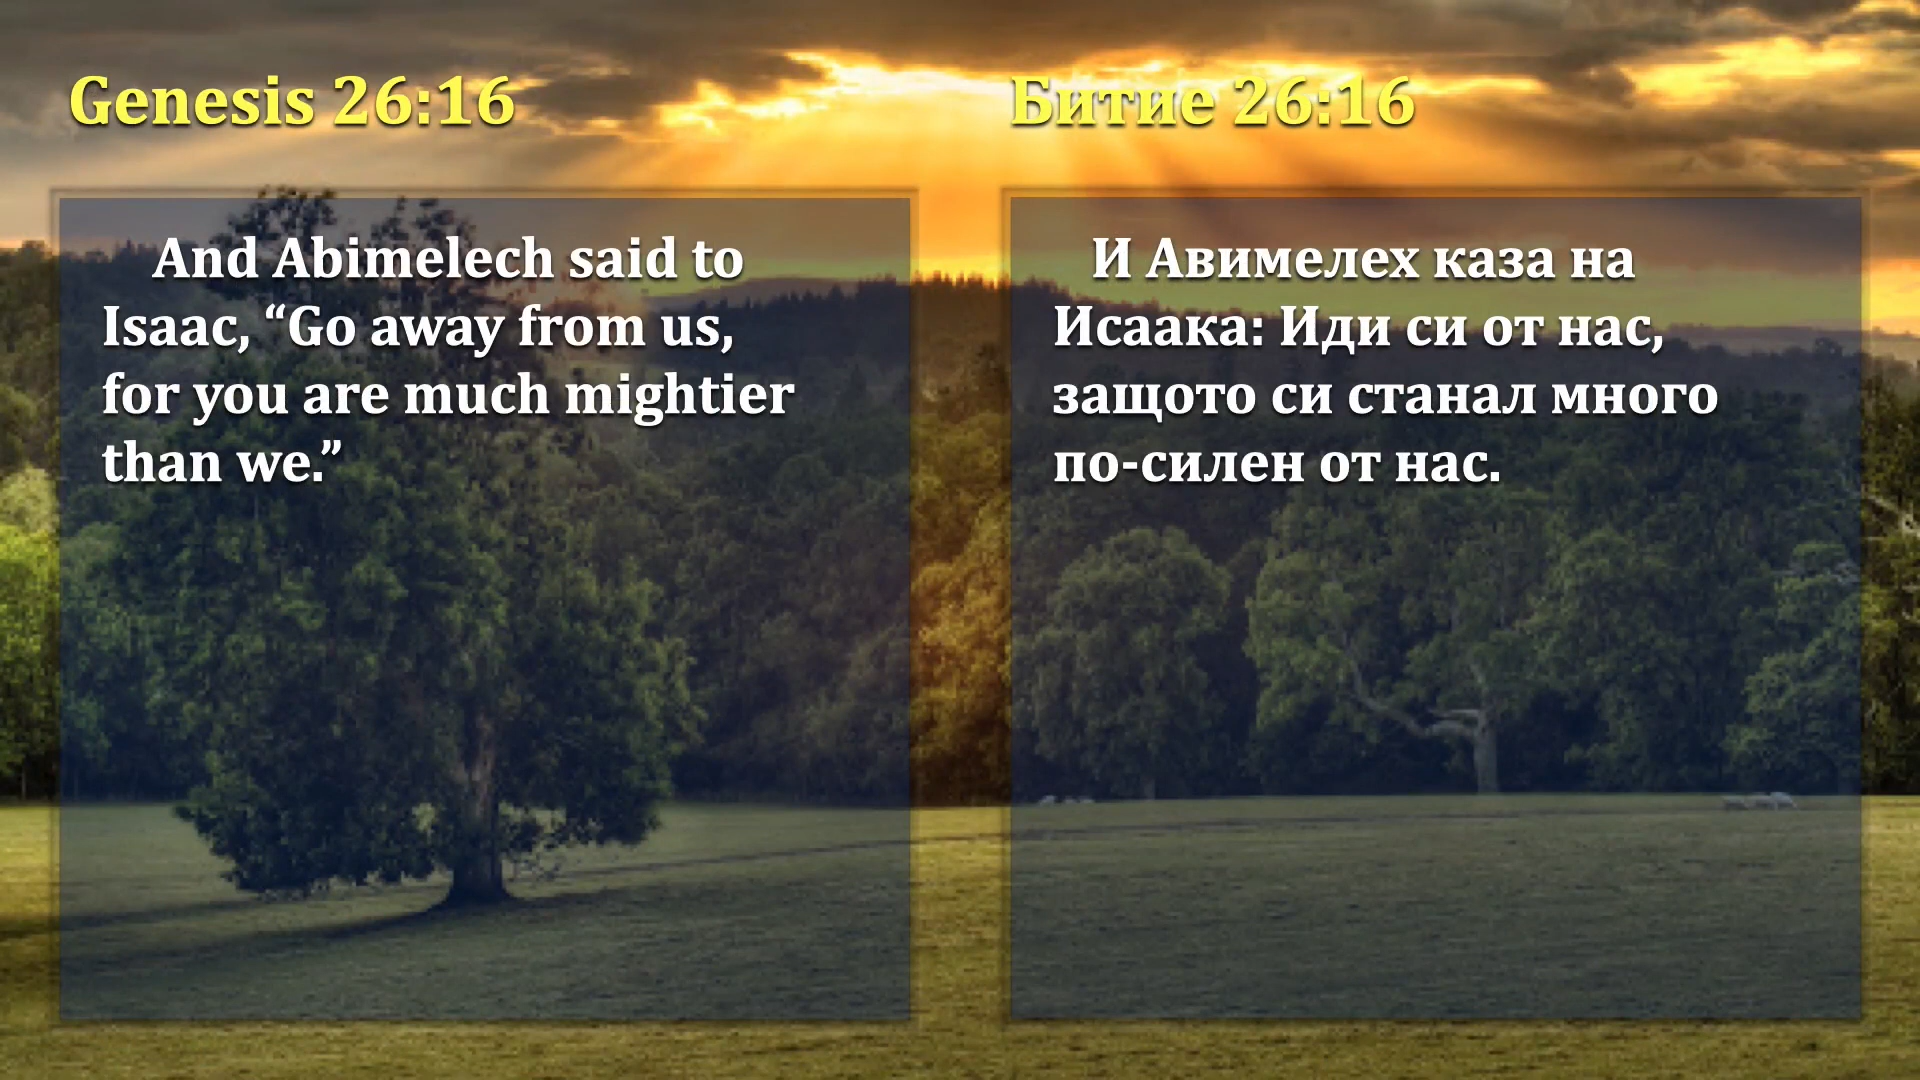 Genesis 26:16
And Abimelech said to
Isaac, “Go away from us,
for you are much mightier
than we.”
Битие 26:16
И Авимелех каза на
Исаака: Иди си от нас,
защото си станал много
по-силен от нас.